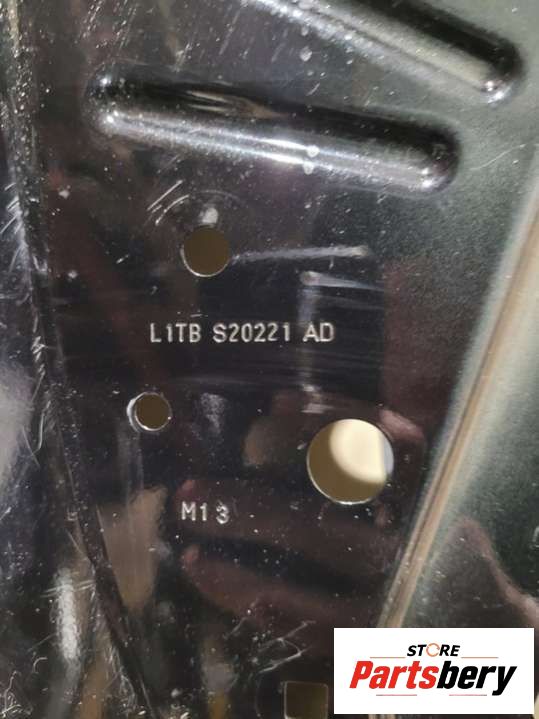 L1TB S20221 AD
M13
STORE
Partsbery